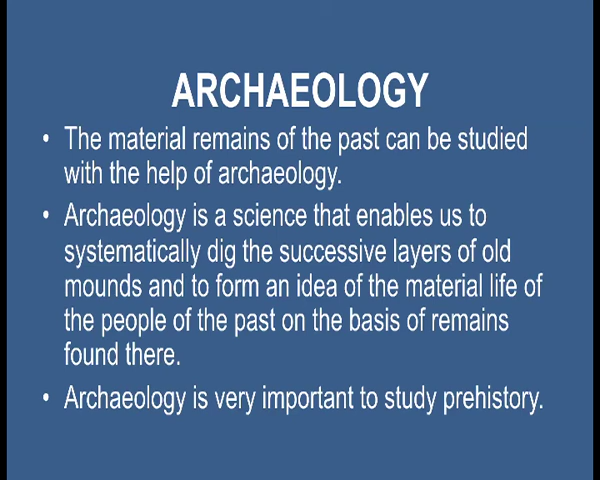 ARCHAEOLOGY
• The material remains of the past can be studied
with the help of archaeology.
• Archaeology is a science that enables us to
systematically dig the successive layers of old
mounds and to form an idea of the material life of
the people of the past on the basis of remains
found there.
• Archaeology is very important to study prehistory.